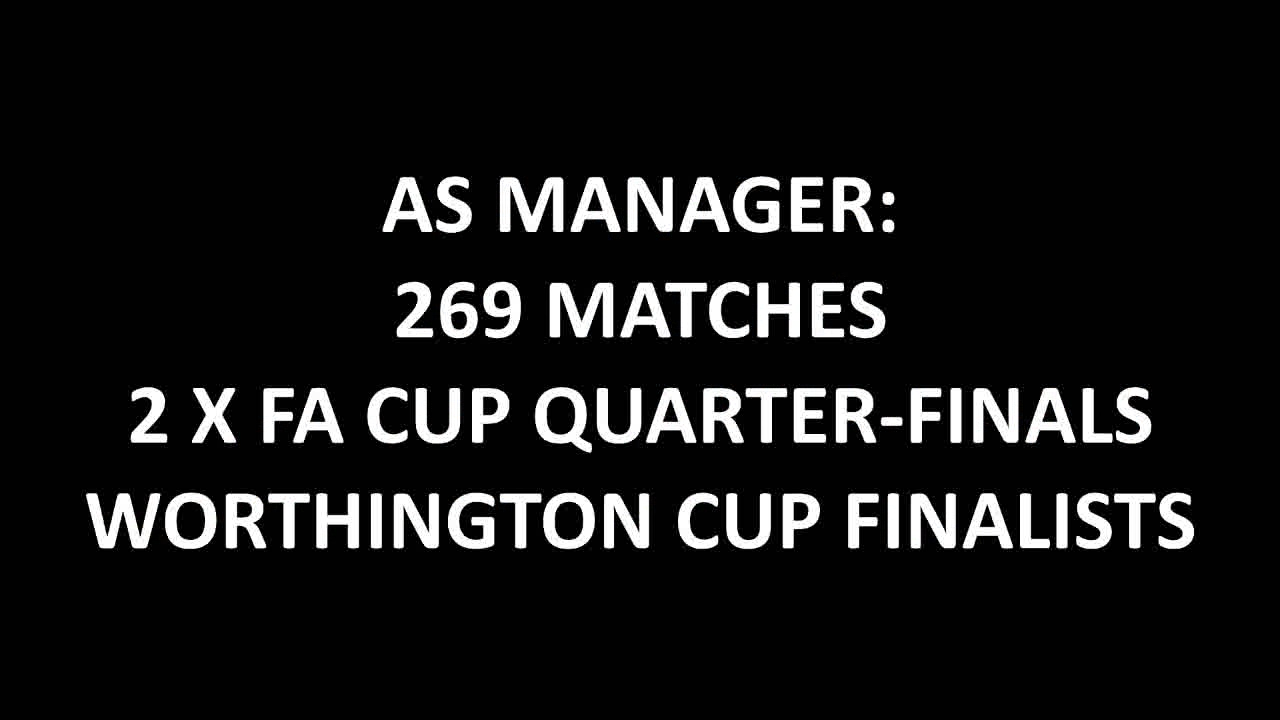 AS MANAGER:
269 MATCHES
2 X FA CUP QUARTER-FINALS
WORTHINGTON CUP FINALISTS